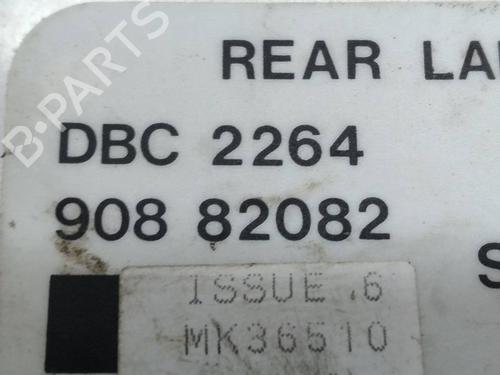 B-PARTS
REAR
DBC 2264
908 82082
ISSUE.6
MK36510